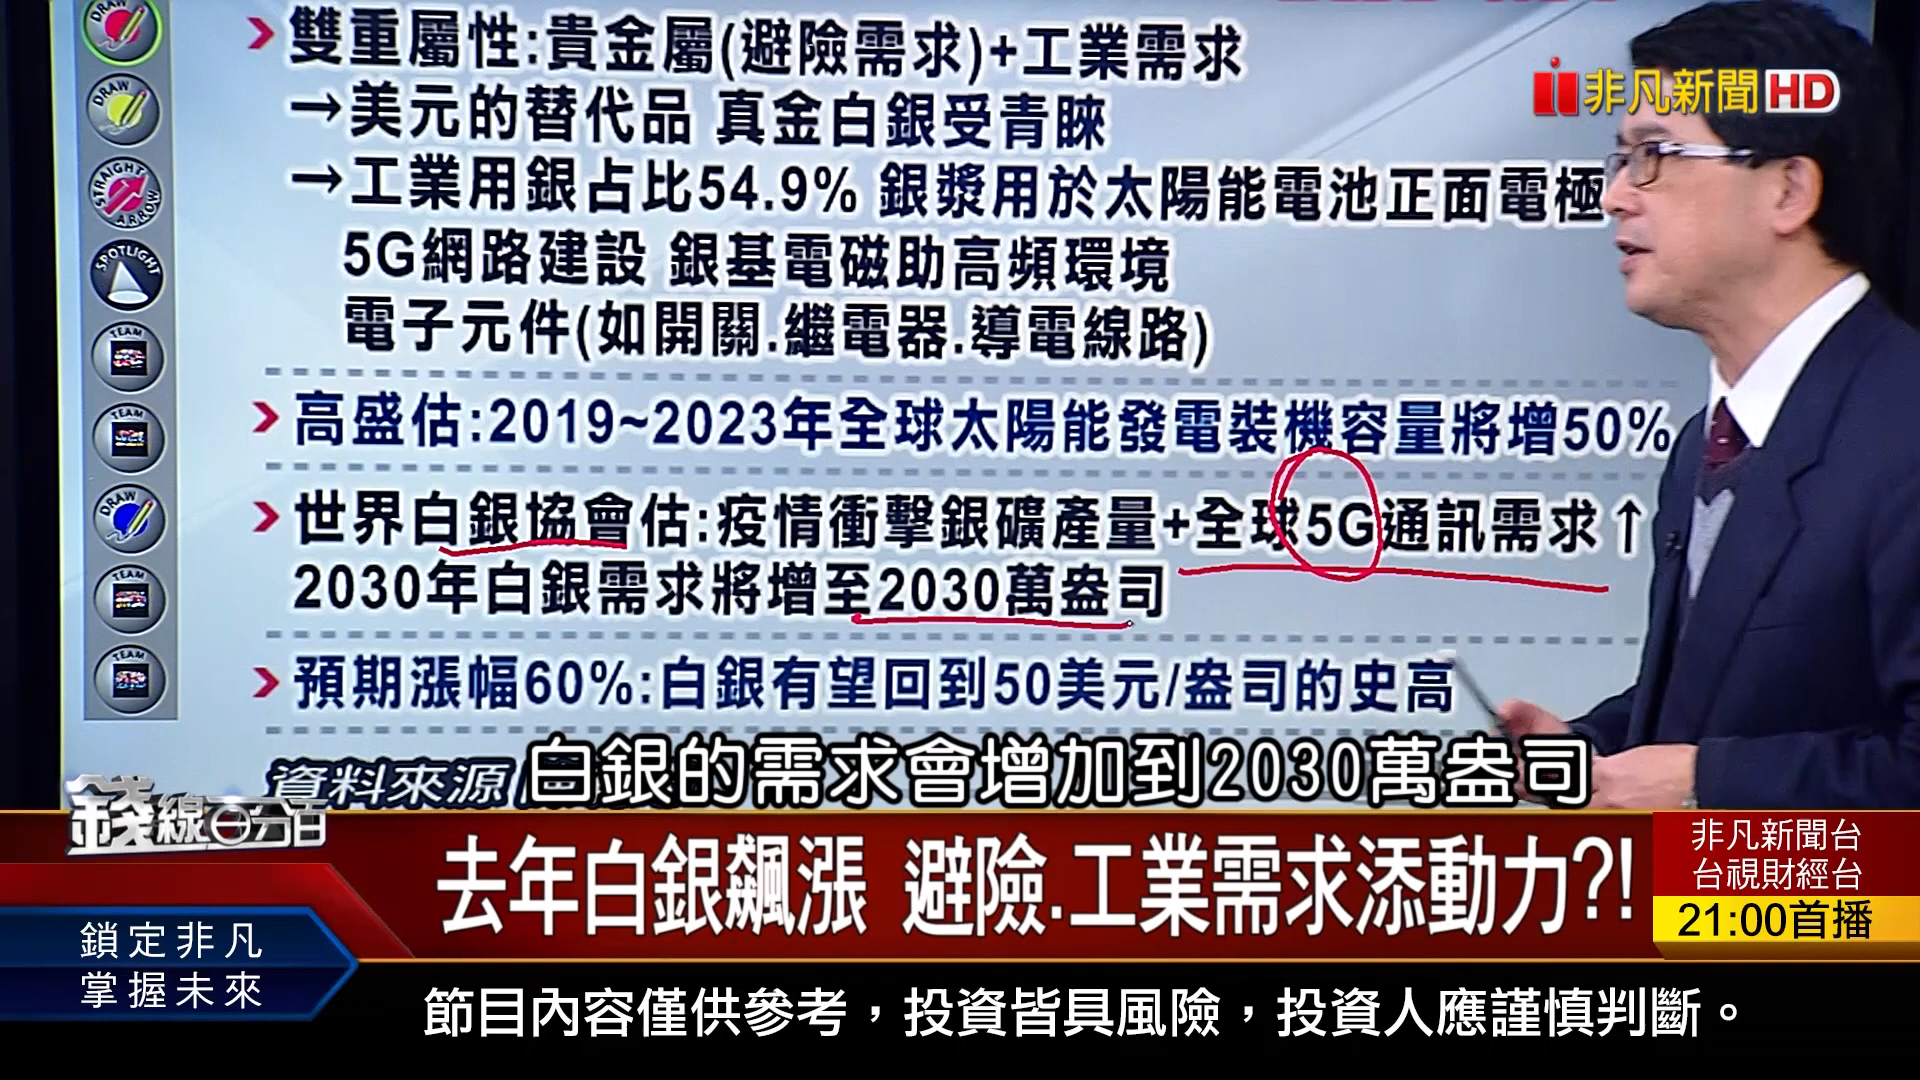 雙重屬性:貴金屬(避險需求)+工業需求
→美元的替代品 真金白銀受青睞
→工業用銀占比54.9% 銀漿用於太陽能電池正面電極
5G網路建設 銀基電磁助高頻環境
電子元件(如開關.繼電器.導電線路)
高盛估:2019~2023年全球太陽能發電裝機容量將增50%
世界白銀協會估:疫情衝擊銀礦產量+全球5G通訊需求↑
2030年白銀需求將增至2030萬盎司
預期漲幅60%:白銀有望回到50美元/盎司的史高
資料來源
DRAW
DRAW
STRAIGHT ARROW
SPOTLIGHT
TEAM
TEAM
DRAW
TEAM
TEAM
非凡新聞HD
白銀的需求會增加到2030萬盎司
錢線百分百
去年白銀飆漲 避險.工業需求添動力?!
非凡新聞台
台視財經台
21:00首播
鎖定非凡
掌握未來
節目內容僅供參考，投資皆具風險，投資人應謹慎判斷。